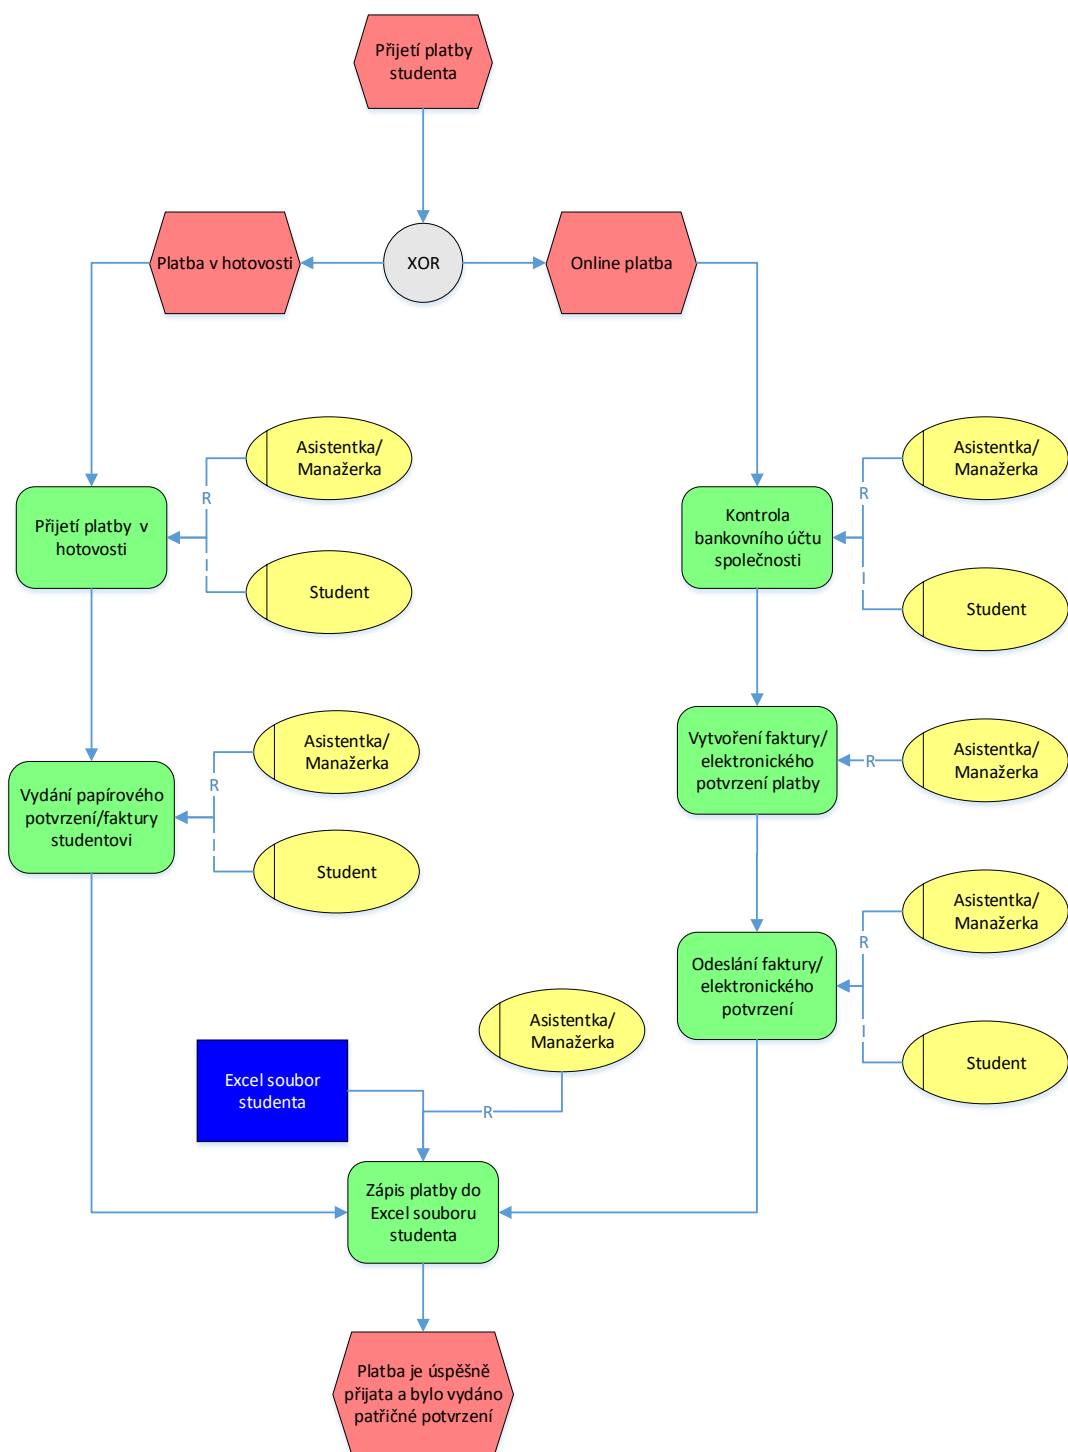 Přijetí platby
studenta
Platba v hotovosti
XOR
Online platba
Asistentka/
Manažerka
R
Přijetí platby v
hotovosti
Student
Asistentka/
Manažerka
R
Kontrola
bankovního účtu
společnosti
Student
Asistentka/
Manažerka
R
Vydání papírového
potvrzení/faktury
studentovi
Student
Vytvoření faktury/
elektronického
potvrzení platby
R
Asistentka/
Manažerka
Asistentka/
Manažerka
R
Odeslání faktury/
elektronického
potvrzení
Student
Asistentka/
Manažerka
Excel soubor
studenta
R
Zápis platby do
Excel souboru
studenta
Platba je úspěšně
přijata a bylo vydáno
patřičné potvrzení